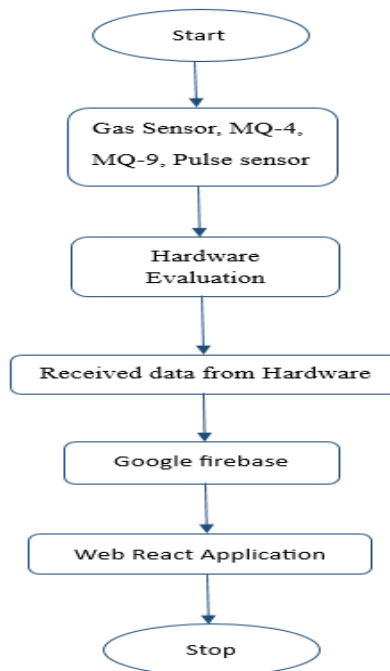 Start
Gas Sensor, MQ-4,
MQ-9, Pulse sensor
Hardware
Evaluation
Received data from Hardware
Google firebase
Web React Application
Stop